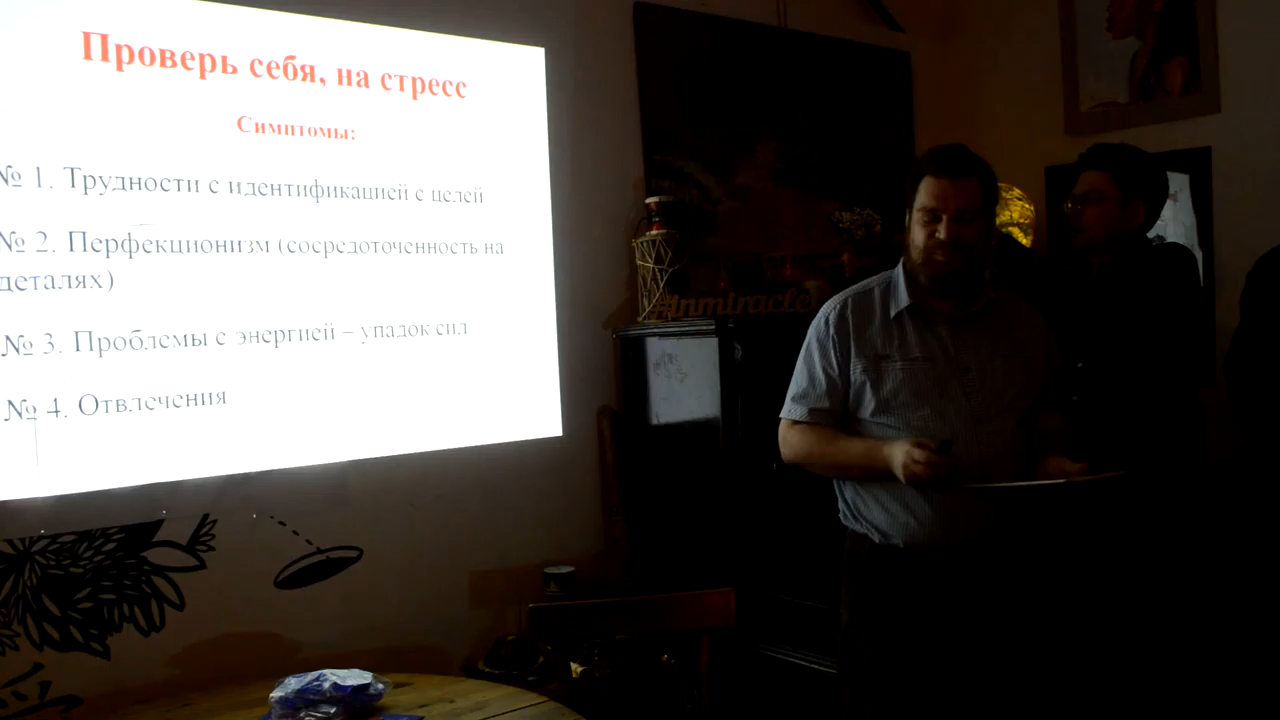 Проверь себя, на стресс
Симптомы:
№ 1. Трудности с идентификацией с целей
№ 2. Перфекционизм (сосредоточенность на
деталях)
№ 3. Проблемы с энергией – упадок сил
№ 4. Отвлечения
#inmiracle